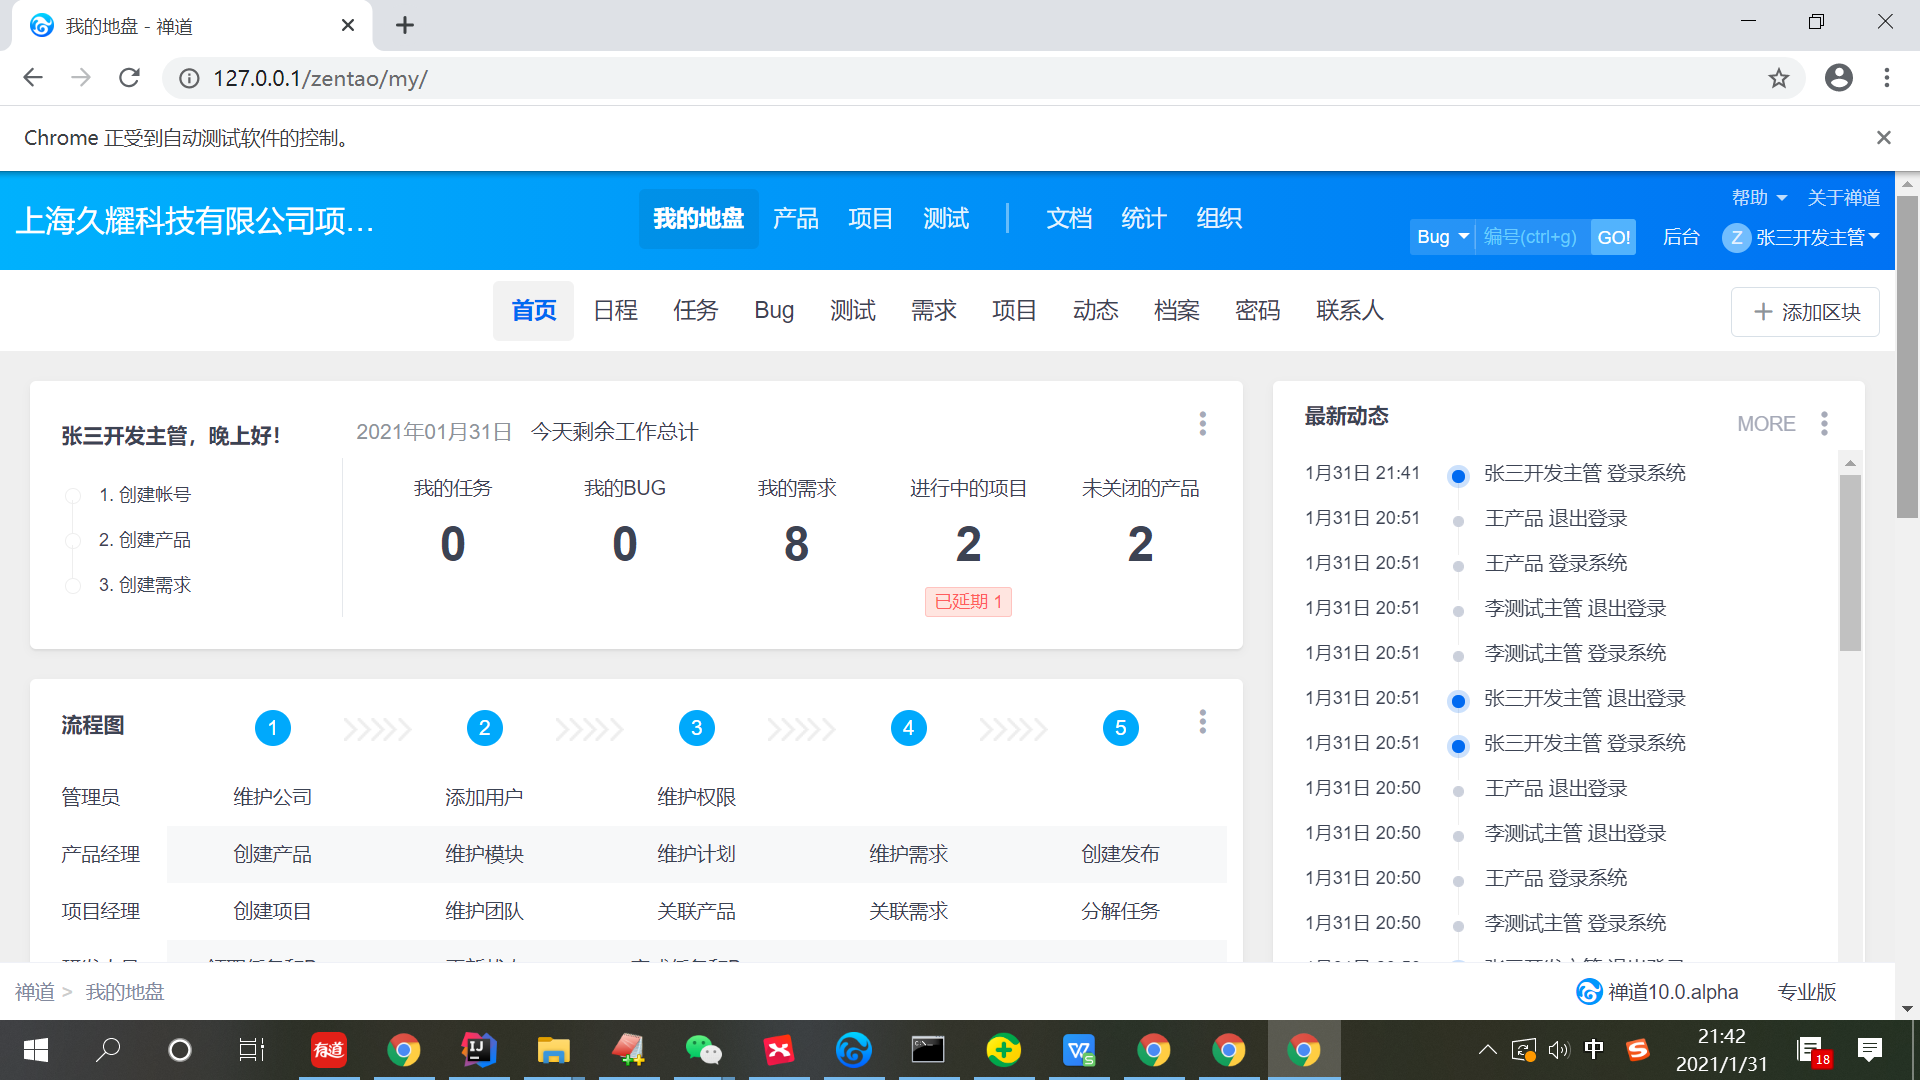 我的地盘 - 禅道
127.0.0.1/zentao/my/
Chrome 正受到自动测试软件的控制。
上海久耀科技有限公司项...
我的地盘 产品 项目 测试 文档 统计 组织
帮助 关于禅道
Bug 编号(ctrl+g) GO! 后台 Z 张三开发主管
首页 日程 任务 Bug 测试 需求 项目 动态 档案 密码 联系人
添加区块
张三开发主管，晚上好！
2021年01月31日 今天剩余工作总计
1. 创建帐号
2. 创建产品
3. 创建需求
我的任务 我的BUG 我的需求 进行中的项目 未关闭的产品
0 0 8 2 2
已延期 1
最新动态
MORE
1月31日 21:41 张三开发主管 登录系统
1月31日 20:51 王产品 退出登录
1月31日 20:51 王产品 登录系统
1月31日 20:51 李测试主管 退出登录
1月31日 20:51 李测试主管 登录系统
1月31日 20:51 张三开发主管 退出登录
1月31日 20:51 张三开发主管 登录系统
1月31日 20:50 王产品 退出登录
1月31日 20:50 李测试主管 退出登录
1月31日 20:50 王产品 登录系统
1月31日 20:50 李测试主管 登录系统
流程图 1 2 3 4 5
管理员 维护公司 添加用户 维护权限
产品经理 创建产品 维护模块 维护计划 维护需求 创建发布
项目经理 创建项目 维护团队 关联产品 关联需求 分解任务
禅道 > 我的地盘
禅道10.0.alpha 专业版
有道
IJ
中
21:42
2021/1/31
18